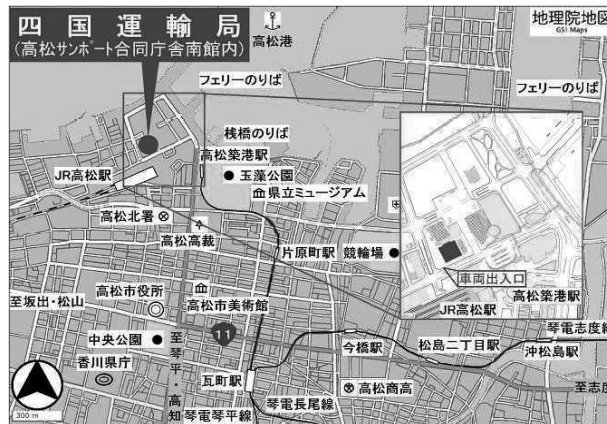 四国運輸局
(高松サンポート合同庁舎南館内)
高松港
地理院地図
GSI Maps
フェリーのりば
フェリーのりば
桟橋のりば
高松築港駅
JR高松駅
玉藻公園
県立ミュージアム
高松北署
高松高裁
片原町駅
競輪場
車両出入口
高松築港駅
JR高松駅
至坂出・松山
高松市役所
高松市美術館
11
中央公園
至琴平・高知
今橋駅
松島二丁目駅
琴電志度線
沖松島駅
香川県庁
瓦町駅
高松商高
至志度
琴電琴平線
琴電長尾線
300 m